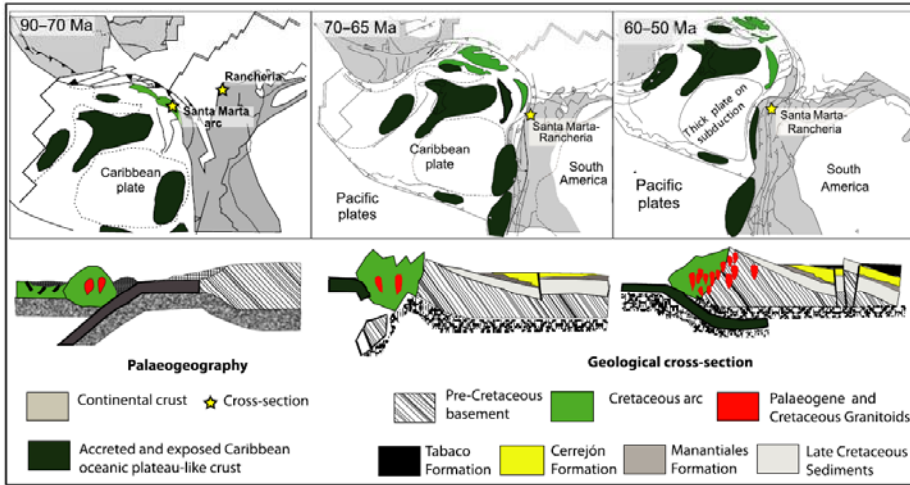 90–70 Ma
Rancheria
Santa Marta
arc
Caribbean
plate
70–65 Ma
Caribbean
plate
Santa Marta-
Rancheria
South
America
Pacific
plates
60–50 Ma
Thick plate on
subduction
Santa Marta-
Rancheria
South
America
Pacific
plates
Palaeogeography
Geological cross-section
Continental crust
Cross-section
Pre-Cretaceous
basement
Cretaceous arc
Palaeogene and
Cretaceous Granitoids
Accreted and exposed Caribbean
oceanic plateau-like crust
Tabaco
Formation
Cerrejón
Formation
Manantiales
Formation
Late Cretaceous
Sediments